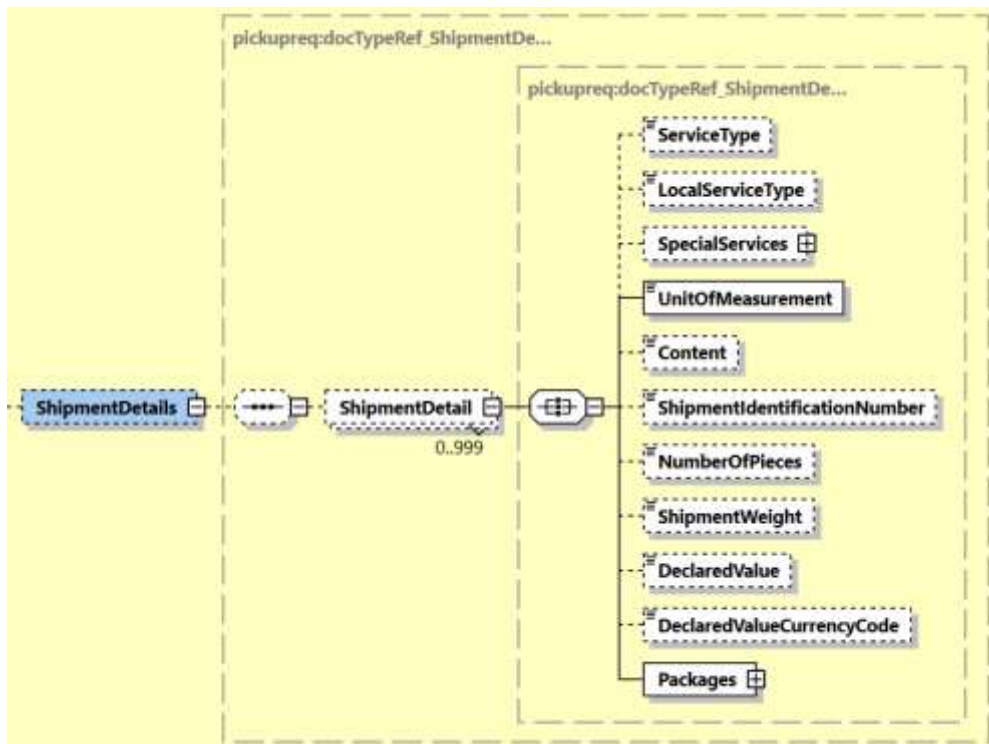 pickupreq:docTypeRef_ShipmentDe...
pickupreq:docTypeRef_ShipmentDe...
ServiceType
LocalServiceType
SpecialServices
UnitOfMeasurement
Content
ShipmentDetails
ShipmentDetail
0..999
ShipmentIdentificationNumber
NumberOfPieces
ShipmentWeight
DeclaredValue
DeclaredValueCurrencyCode
Packages